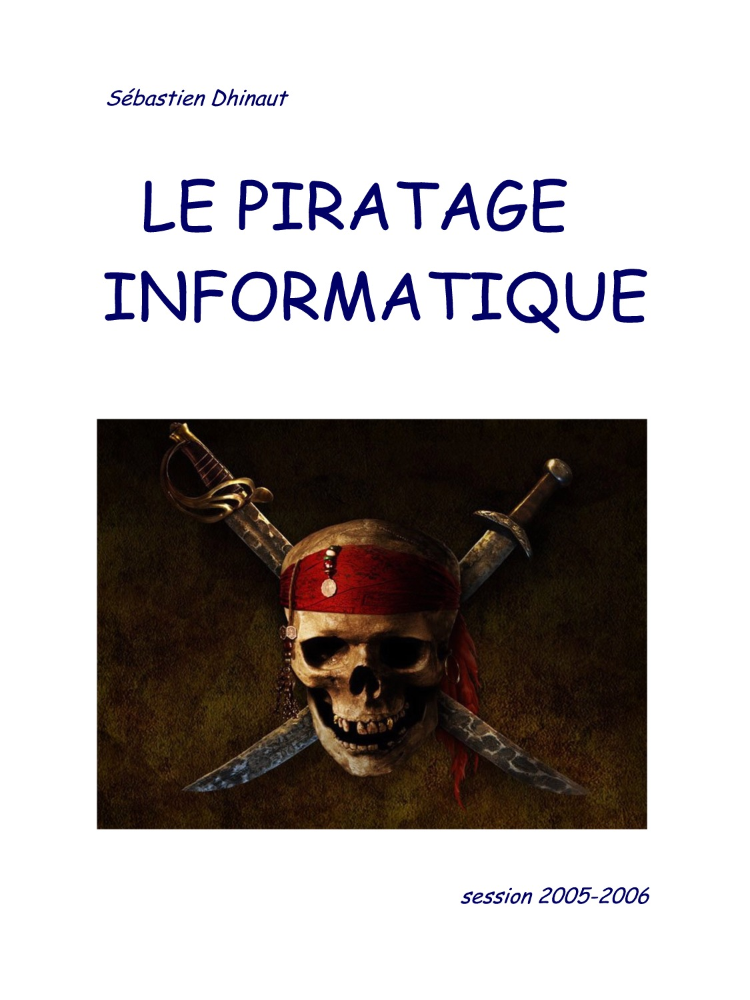 Sébastien Dhinaut
LE PIRATAGE
INFORMATIQUE
session 2005-2006